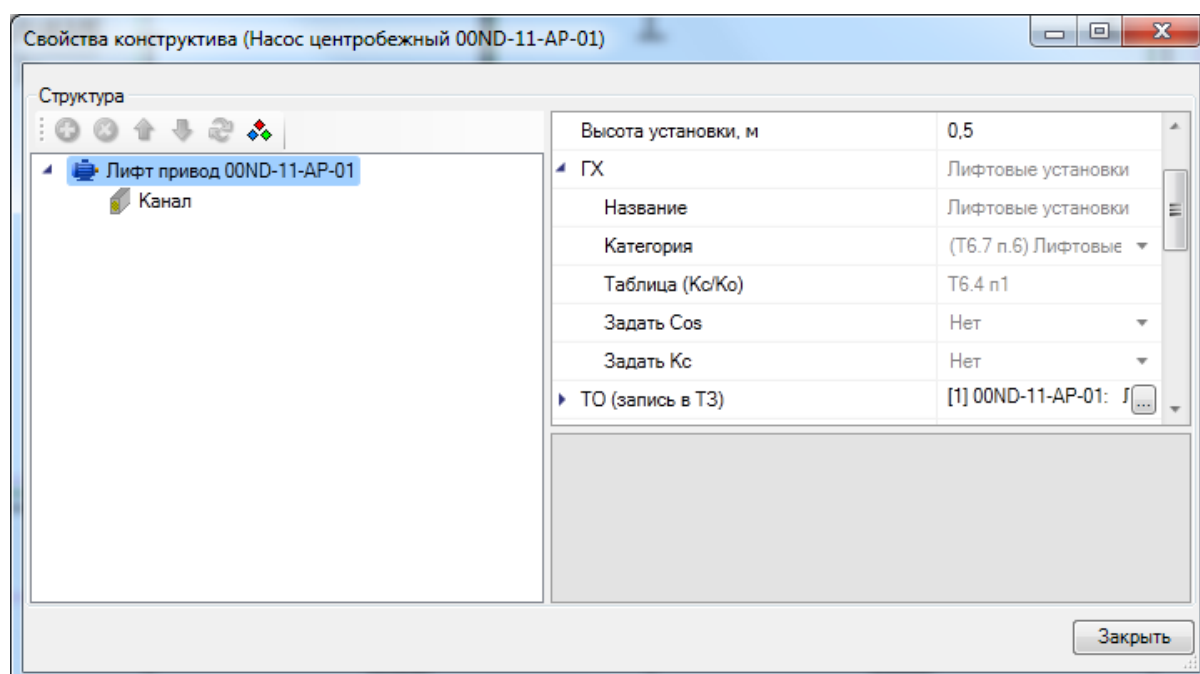 Свойства конструктива (Насос центробежный 00ND-11-AP-01)
Структура
Лифт привод 00ND-11-AP-01
Канал
Высота установки, м 0,5
ГХ Лифтовые установки
Название Лифтовые установки
Категория (Т6.7 п.6) Лифтовые
Таблица (Кс/Ко) Т6.4 п1
Задать Cos Нет
Задать Кс Нет
ТО (запись в ТЗ) [1] 00ND-11-AP-01: ...
Закрыть